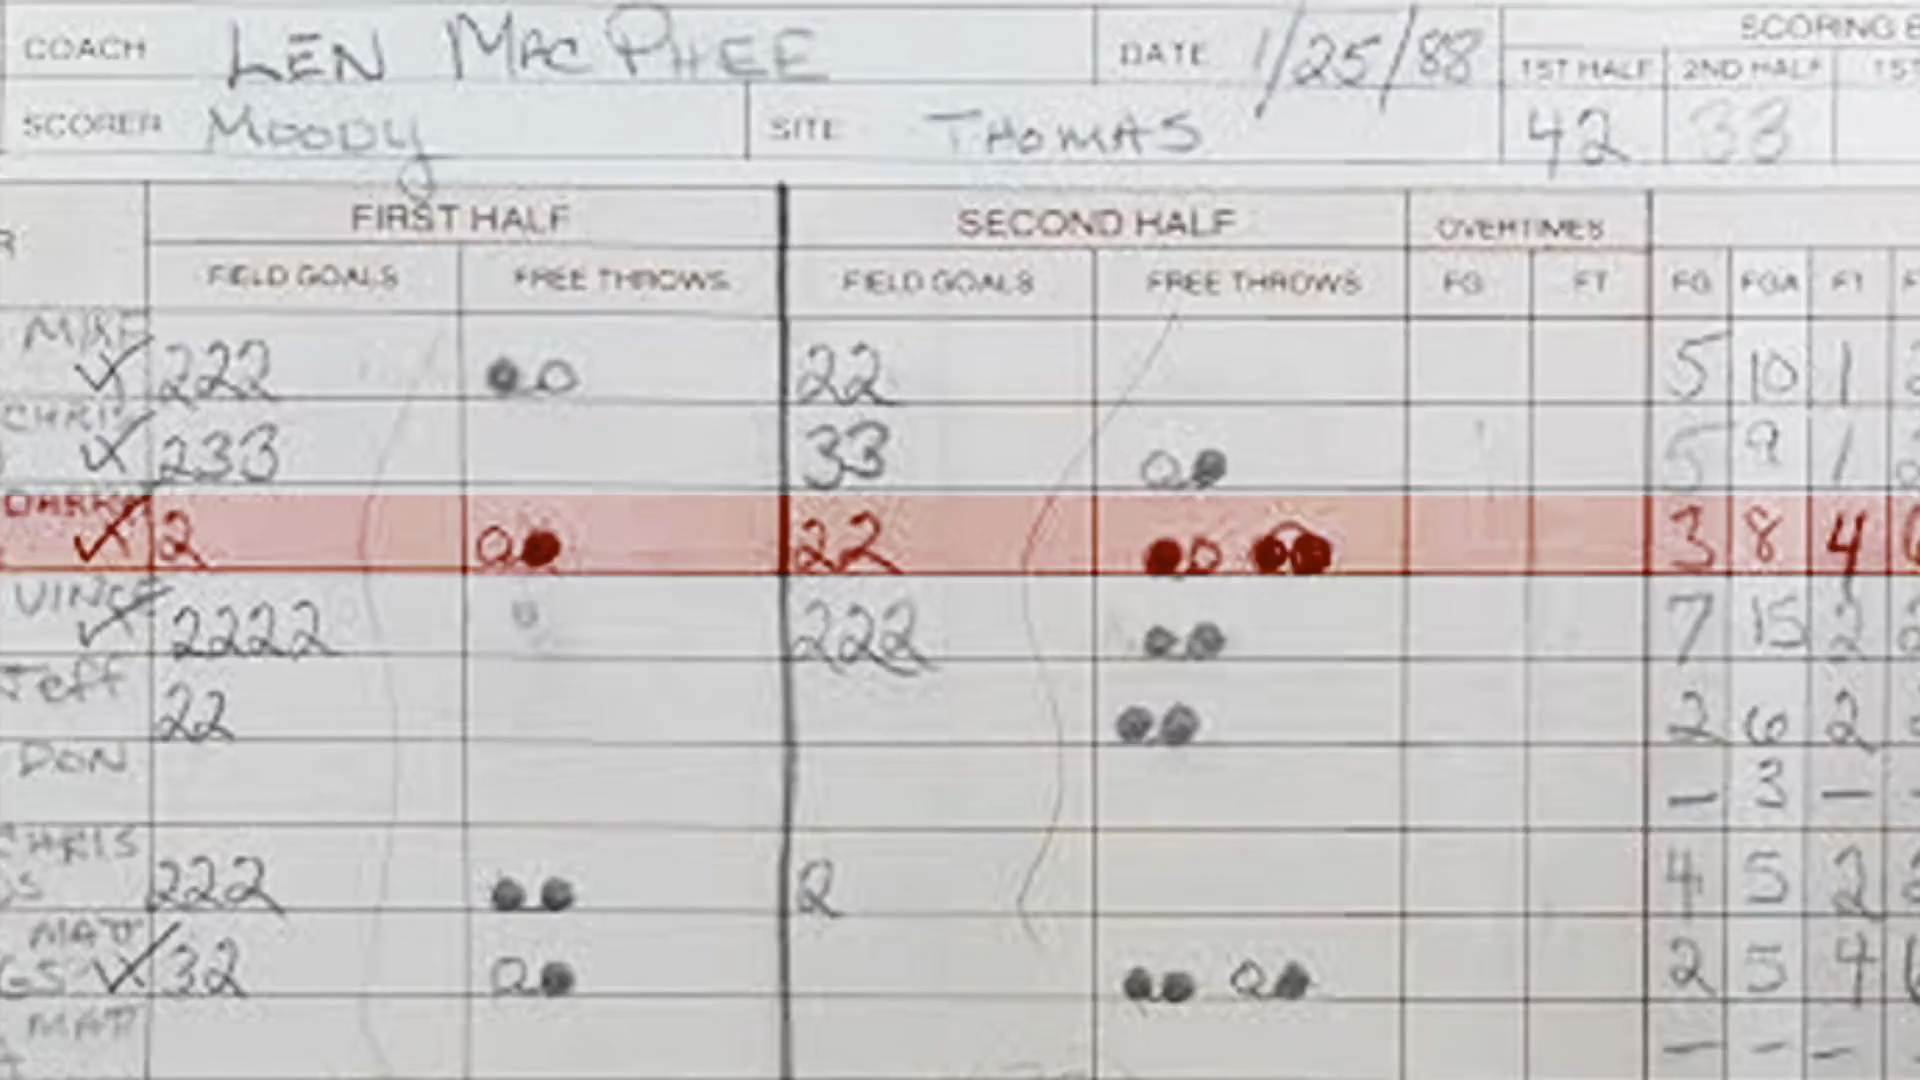 COACH LEN MACPHEE DATE 1/25/88 SCORING
1ST HALF 2ND HALF 1ST
SCORER Moody SITE THOMAS 42 33
FIRST HALF SECOND HALF OVERTIMES
FIELD GOALS FREE THROWS FIELD GOALS FREE THROWS FG FT FG FGA FT
222 22 5 10 1
CHRIS 233 33 5 9 1
2 22 3 8 4
VINCE 2222 222 7 15 2
Jeff 22 2 6 2
DON — 3 —
CHRIS 222 2 4 5 2
MATT
GS 32 2 5 4
MATT
— — —